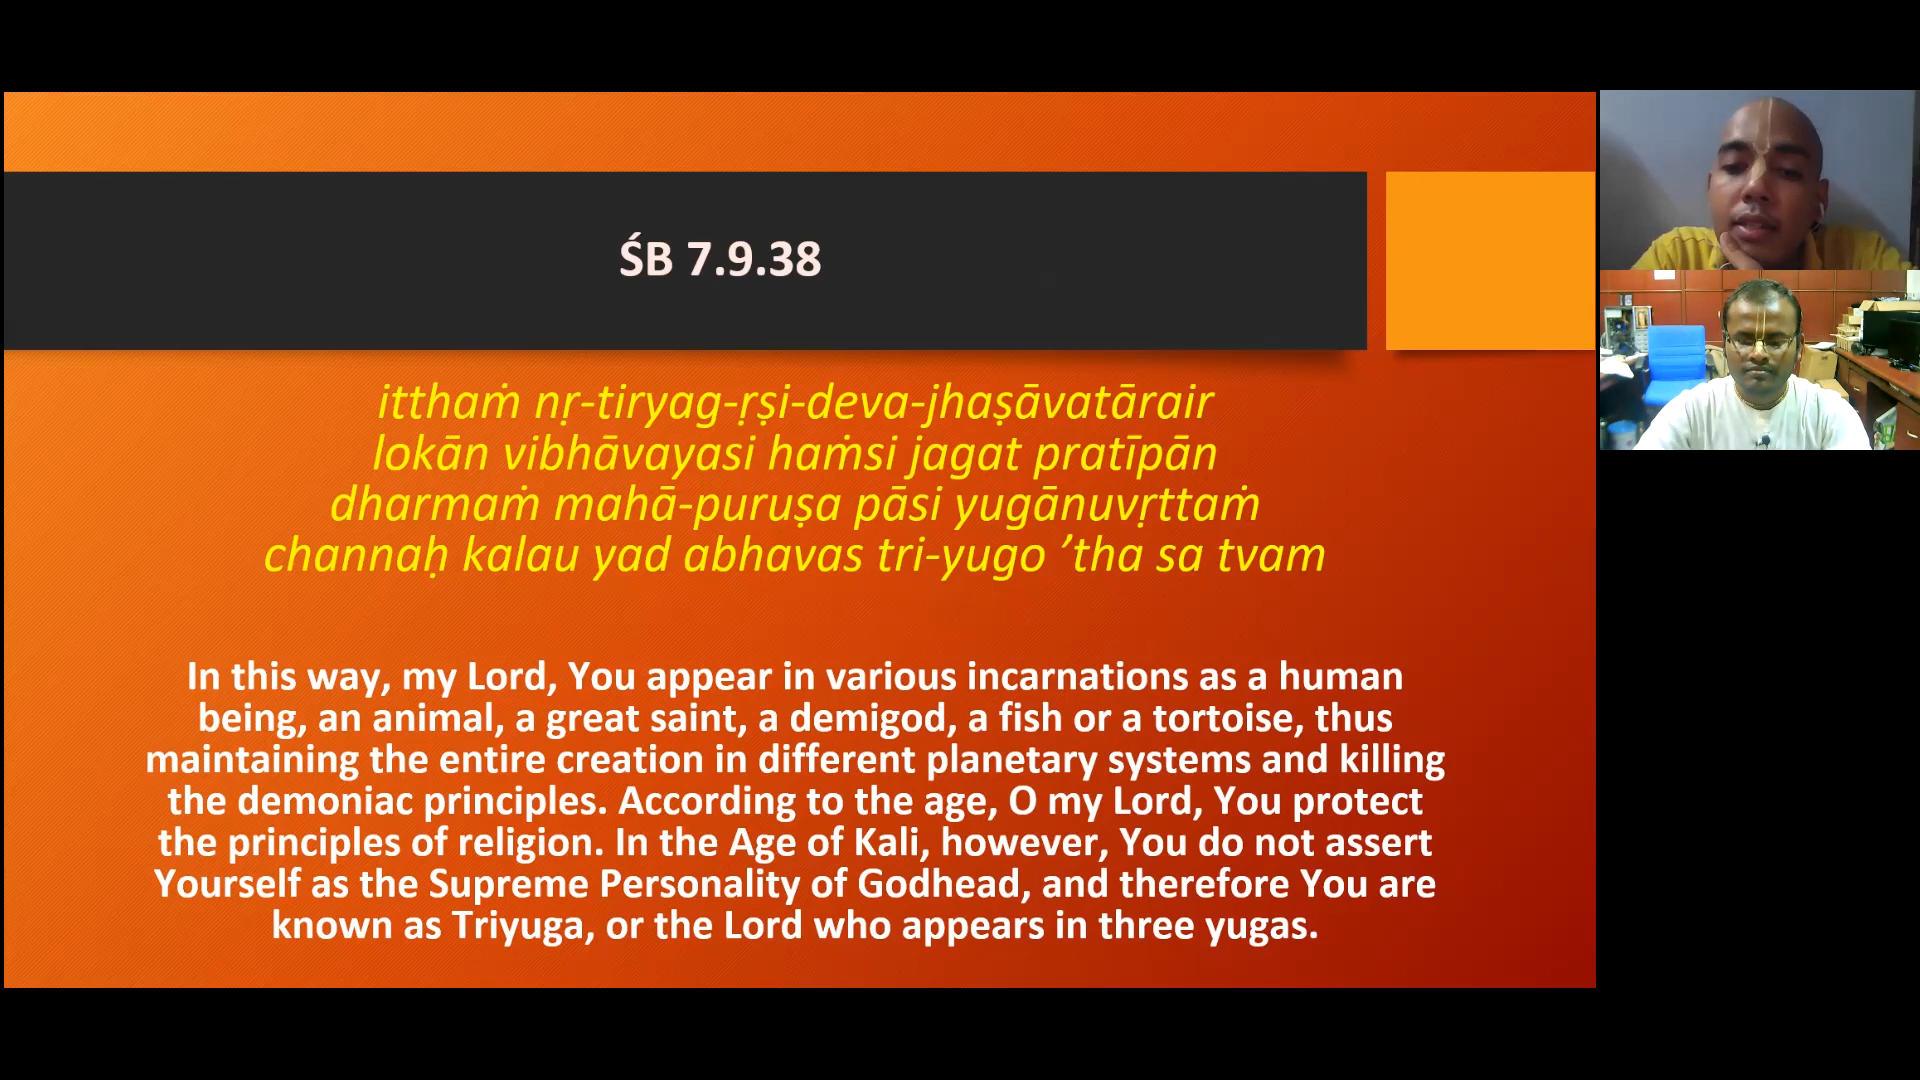 ŚB 7.9.38
itthaṁ nṛ-tiryag-ṛṣi-deva-jhaṣāvatārair
lokān vibhāvayasi haṁsi jagat pratīpān
dharmaṁ mahā-puruṣa pāsi yugānuvṛttaṁ
channaḥ kalau yad abhavas tri-yugo ’tha sa tvam
In this way, my Lord, You appear in various incarnations as a human
being, an animal, a great saint, a demigod, a fish or a tortoise, thus
maintaining the entire creation in different planetary systems and killing
the demoniac principles. According to the age, O my Lord, You protect
the principles of religion. In the Age of Kali, however, You do not assert
Yourself as the Supreme Personality of Godhead, and therefore You are
known as Triyuga, or the Lord who appears in three yugas.